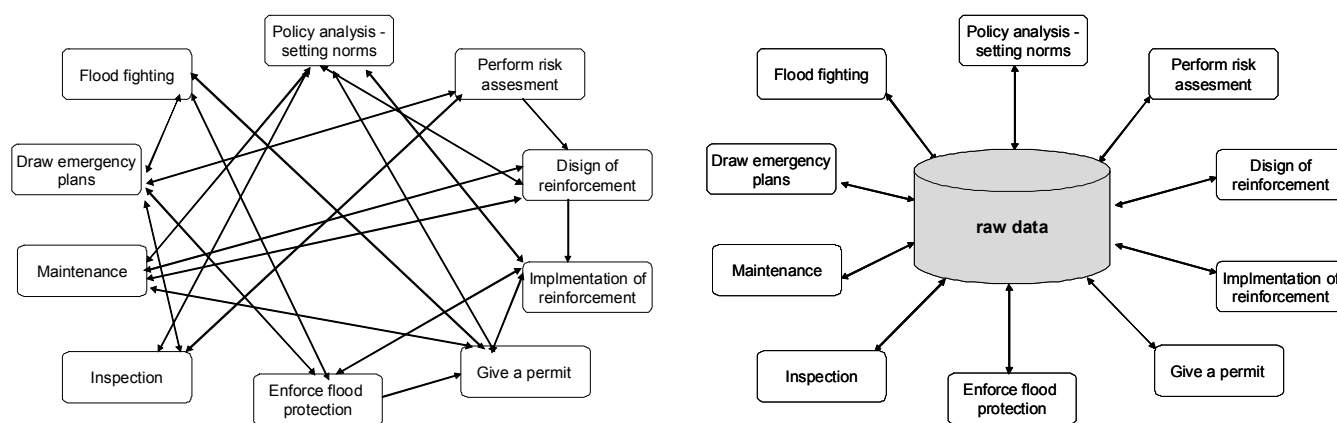 Policy analysis -
setting norms
Flood fighting
Perform risk
assesment
Draw emergency
plans
Disign of
reinforcement
Maintenance
Implmentation of
reinforcement
Inspection
Enforce flood
protection
Give a permit
Policy analysis -
setting norms
Flood fighting
Perform risk
assesment
Draw emergency
plans
Disign of
reinforcement
raw data
Maintenance
Implmentation of
reinforcement
Inspection
Enforce flood
protection
Give a permit